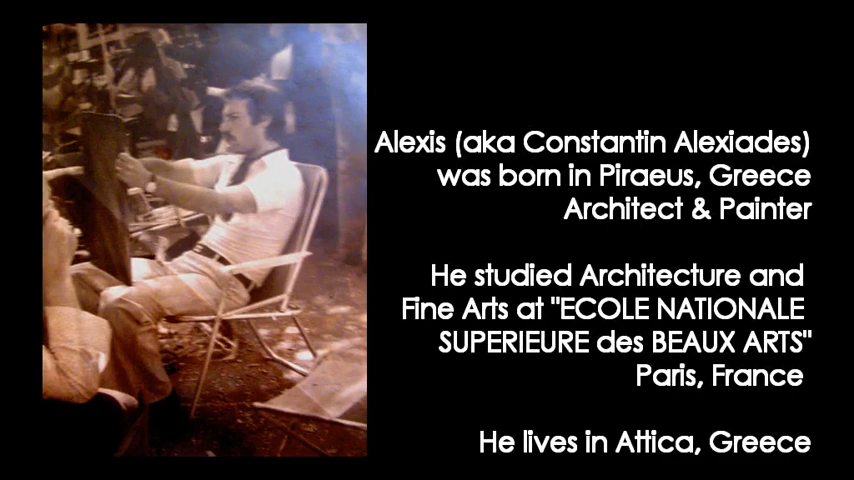 Alexis (aka Constantin Alexiades)
was born in Piraeus, Greece
Architect & Painter
He studied Architecture and
Fine Arts at "ECOLE NATIONALE
SUPERIEURE des BEAUX ARTS"
Paris, France
He lives in Attica, Greece